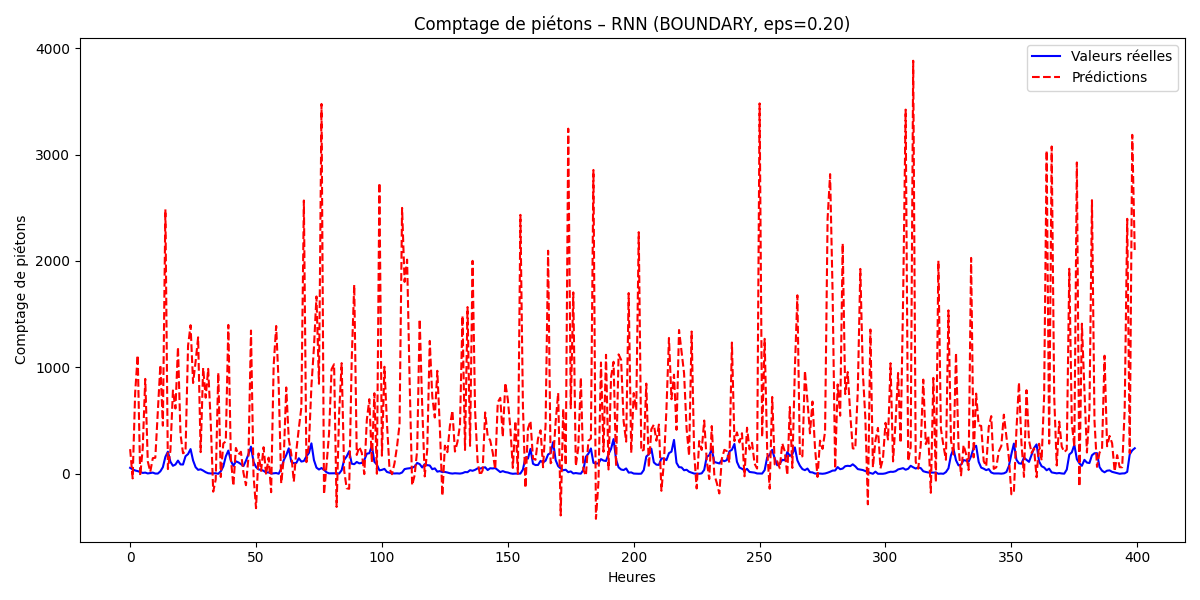 Comptage de piétons – RNN (BOUNDARY, eps=0.20)
Valeurs réelles
Prédictions
Comptage de piétons
4000
3000
2000
1000
0
0 50 100 150 200 250 300 350 400
Heures